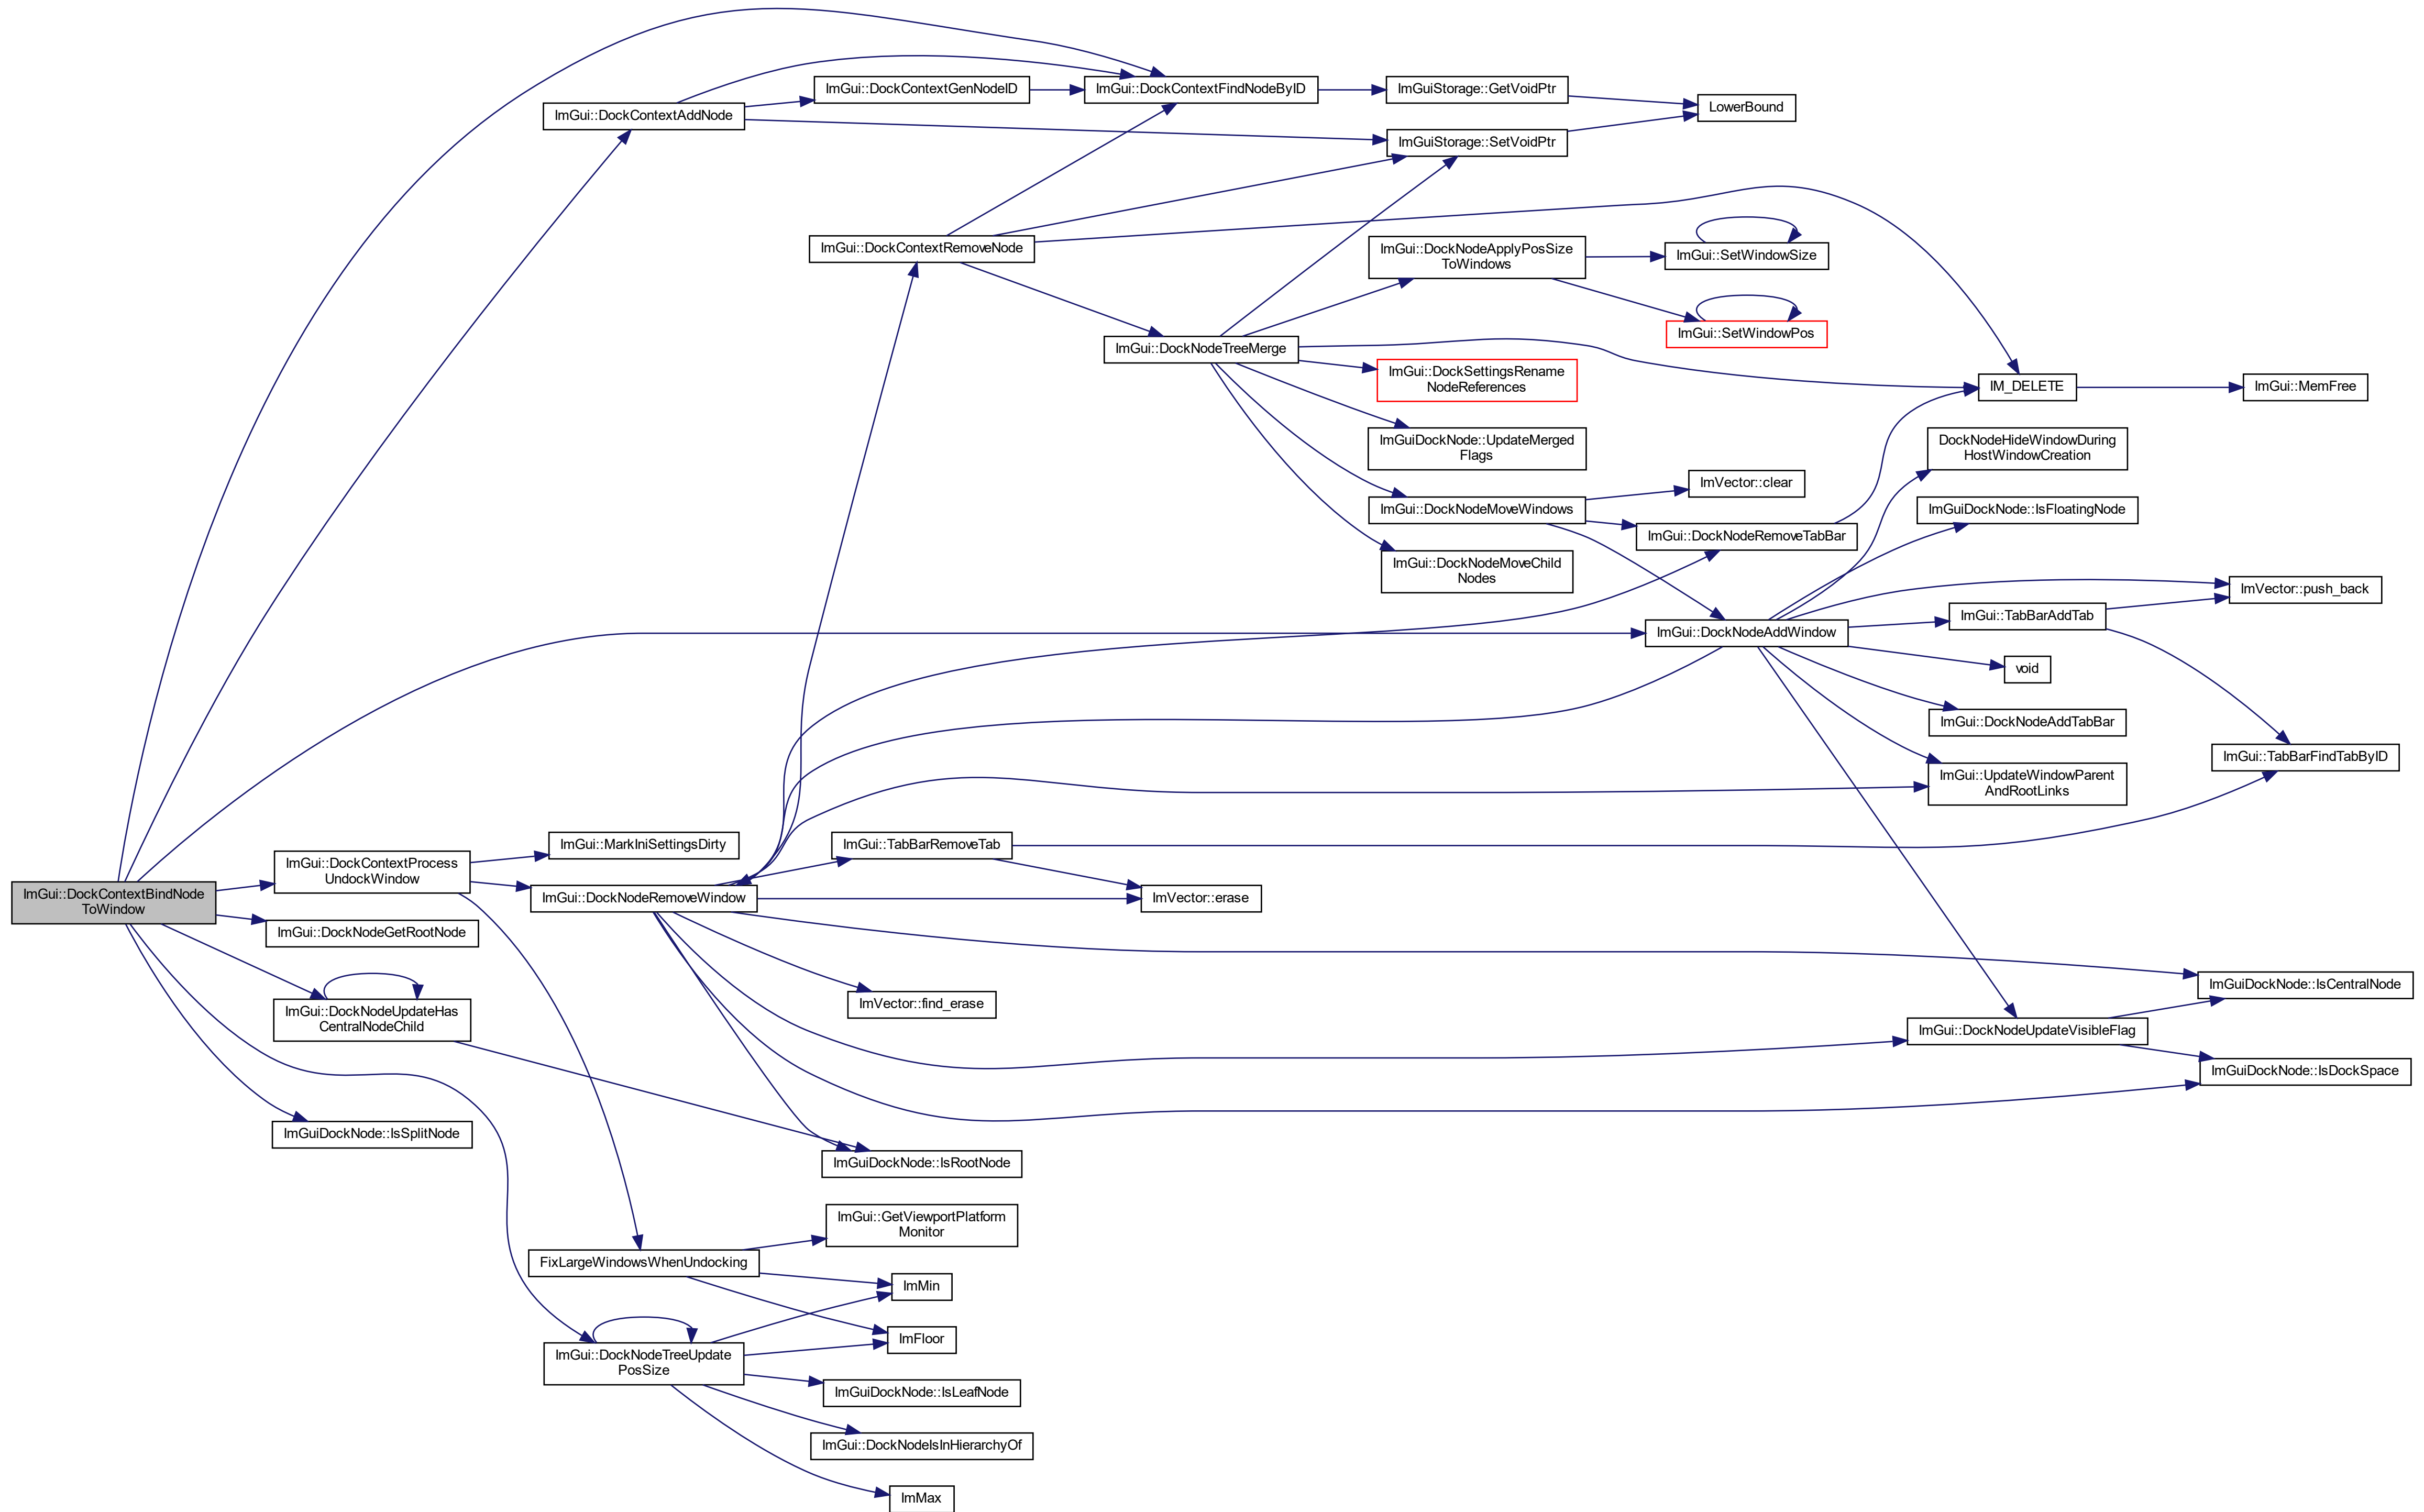 ImGui::DockContextBindNode
ToWindow
ImGui::DockContextAddNode
ImGui::DockContextGenNodeID
ImGui::DockContextFindNodeByID
ImGuiStorage::GetVoidPtr
LowerBound
ImGuiStorage::SetVoidPtr
ImGui::DockContextRemoveNode
ImGui::DockNodeApplyPosSize
ToWindows
ImGui::SetWindowSize
ImGui::SetWindowPos
ImGui::DockNodeTreeMerge
ImGui::DockSettingsRename
NodeReferences
IM_DELETE
ImGui::MemFree
ImGuiDockNode::UpdateMerged
Flags
DockNodeHideWindowDuring
HostWindowCreation
ImVector::clear
ImGui::DockNodeMoveWindows
ImGuiDockNode::IsFloatingNode
ImGui::DockNodeRemoveTabBar
ImGui::DockNodeMoveChild
Nodes
ImVector::push_back
ImGui::TabBarAddTab
ImGui::DockNodeAddWindow
void
ImGui::DockNodeAddTabBar
ImGui::TabBarFindTabByID
ImGui::UpdateWindowParent
AndRootLinks
ImGui::MarkIniSettingsDirty
ImGui::TabBarRemoveTab
ImGui::DockContextProcess
UndockWindow
ImGui::DockNodeRemoveWindow
ImVector::erase
ImGui::DockNodeGetRootNode
ImGuiDockNode::IsCentralNode
ImVector::find_erase
ImGui::DockNodeUpdateHas
CentralNodeChild
ImGui::DockNodeUpdateVisibleFlag
ImGuiDockNode::IsDockSpace
ImGuiDockNode::IsSplitNode
ImGuiDockNode::IsRootNode
ImGui::GetViewportPlatform
Monitor
FixLargeWindowsWhenUndocking
ImMin
ImFloor
ImGui::DockNodeTreeUpdate
PosSize
ImGuiDockNode::IsLeafNode
ImGui::DockNodeIsInHierarchyOf
ImMax